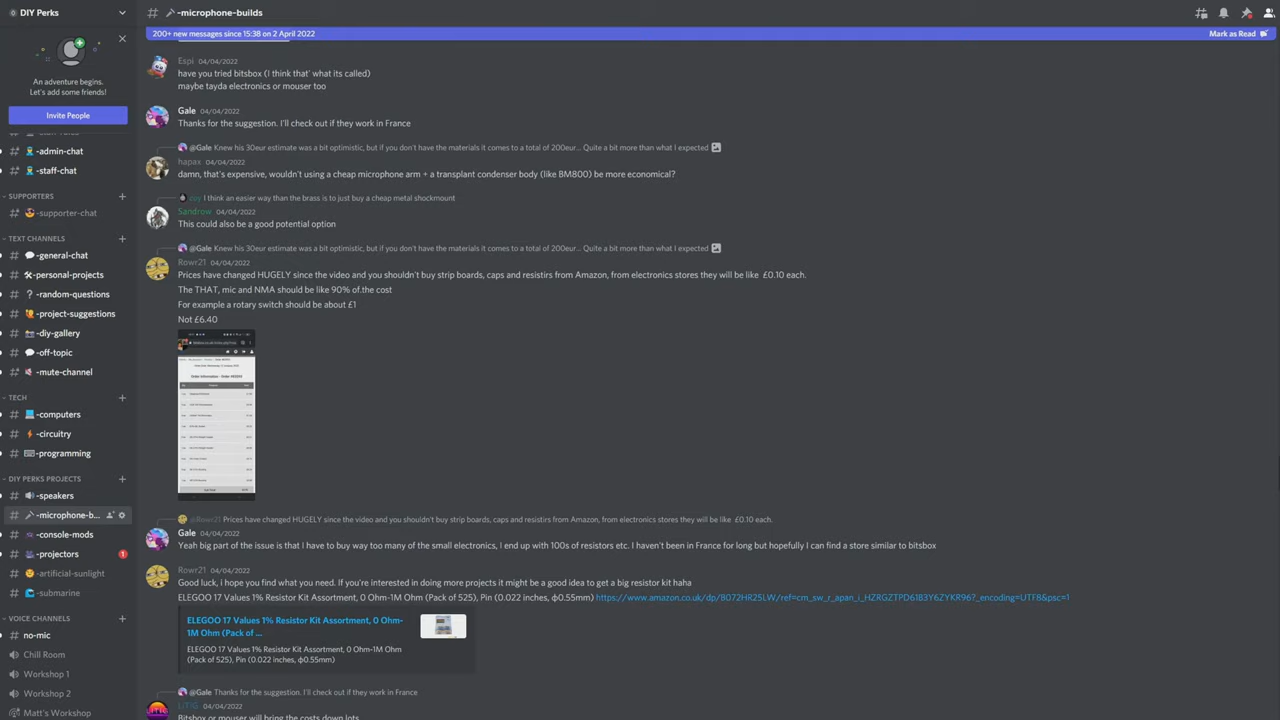 DIY Perks
-microphone-builds
200+ new messages since 15:38 on 2 April 2022
Mark as Read
An adventure begins.
Let's add some friends!
Invite People
-admin-chat
-staff-chat
SUPPORTERS
-supporter-chat
TEXT CHANNELS
-general-chat
-personal-projects
-random-questions
-project-suggestions
-diy-gallery
-off-topic
-mute-channel
TECH
-computers
-circuitry
-programming
DIY PERKS PROJECTS
-speakers
-microphone-b...
-console-mods
-projectors
1
-artificial-sunlight
-submarine
VOICE CHANNELS
no-mic
Chill Room
Workshop 1
Workshop 2
Matt's Workshop
Espi 04/04/2022
have you tried bitsbox (I think that' what its called)
maybe tayda electronics or mouser too
Gale 04/04/2022
Thanks for the suggestion. I'll check out if they work in France
@Gale Knew his 30eur estimate was a bit optimistic, but if you don't have the materials it comes to a total of 200eur... Quite a bit more than what I expected
hapax 04/04/2022
damn, that's expensive, wouldn't using a cheap microphone arm + a transplant condenser body (like BM800) be more economical?
I think an easier way than the brass is to just buy a cheap metal shockmount
Sandrow 04/04/2022
This could also be a good potential option
@Gale Knew his 30eur estimate was a bit optimistic, but if you don't have the materials it comes to a total of 200eur... Quite a bit more than what I expected
Rowr21 04/04/2022
Prices have changed HUGELY since the video and you shouldn't buy strip boards, caps and resistirs from Amazon, from electronics stores they will be like £0.10 each.
The THAT, mic and NMA should be like 90% of.the cost
For example a rotary switch should be about £1
Not £6.40
@Rowr21 Prices have changed HUGELY since the video and you shouldn't buy strip boards, caps and resistirs from Amazon, from electronics stores they will be like £0.10 each.
Gale 04/04/2022
Yeah big part of the issue is that I have to buy way too many of the small electronics, I end up with 100s of resistors etc. I haven't been in France for long but hopefully I can find a store similar to bitsbox
Rowr21 04/04/2022
Good luck, i hope you find what you need. If you're interested in doing more projects it might be a good idea to get a big resistor kit haha
ELEGOO 17 Values 1% Resistor Kit Assortment, 0 Ohm-1M Ohm (Pack of 525), Pin (0.022 inches, ф0.55mm) https://www.amazon.co.uk/dp/B072HR25LW/ref=cm_sw_r_apan_i_HZRGZTPD61B3Y6ZYKR96?_encoding=UTF8&psc=1
ELEGOO 17 Values 1% Resistor Kit Assortment, 0 Ohm-
1M Ohm (Pack of ...
ELEGOO 17 Values 1% Resistor Kit Assortment, 0 Ohm-1M Ohm
(Pack of 525), Pin (0.022 inches, ф0.55mm)
@Gale Thanks for the suggestion. I'll check out if they work in France
LITIG 04/04/2022
Bitsbox or mouser will bring the costs down lots